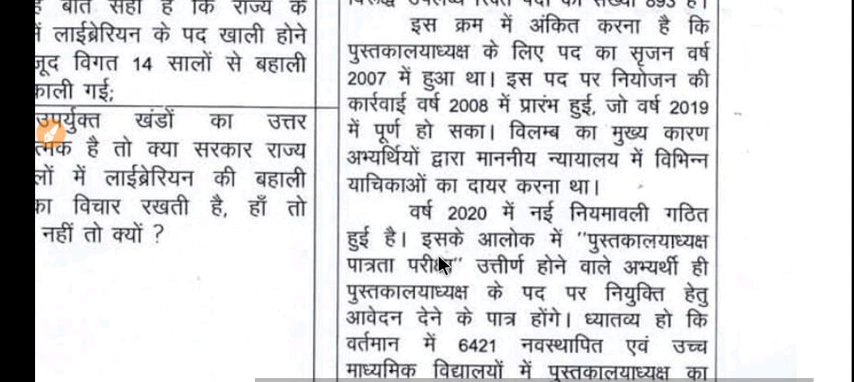 बात सही है कि राज्य के
लाईब्रेरियन के पद खाली होने
विगत 14 सालों से बहाली
गई;
उपर्युक्त खंडों का उत्तर
है तो क्या सरकार राज्य
में लाईब्रेरियन की बहाली
विचार रखती है, हाँ तो
नहीं तो क्यों ?
इस क्रम में अंकित करना है कि
पुस्तकालयाध्यक्ष के लिए पद का सृजन वर्ष
2007 में हुआ था। इस पद पर नियोजन की
कार्रवाई वर्ष 2008 में प्रारंभ हुई, जो वर्ष 2019
में पूर्ण हो सका। विलम्ब का मुख्य कारण
अभ्यर्थियों द्वारा माननीय न्यायालय में विभिन्न
याचिकाओं का दायर करना था।
वर्ष 2020 में नई नियमावली गठित
हुई है। इसके आलोक में "पुस्तकालयाध्यक्ष
पात्रता परीक्षा" उत्तीर्ण होने वाले अभ्यर्थी ही
पुस्तकालयाध्यक्ष के पद पर नियुक्ति हेतु
आवेदन देने के पात्र होंगे। ध्यातव्य हो कि
वर्तमान में 6421 नवस्थापित एवं उच्च
माध्यमिक विद्यालयों में पुस्तकालयाध्यक्ष का